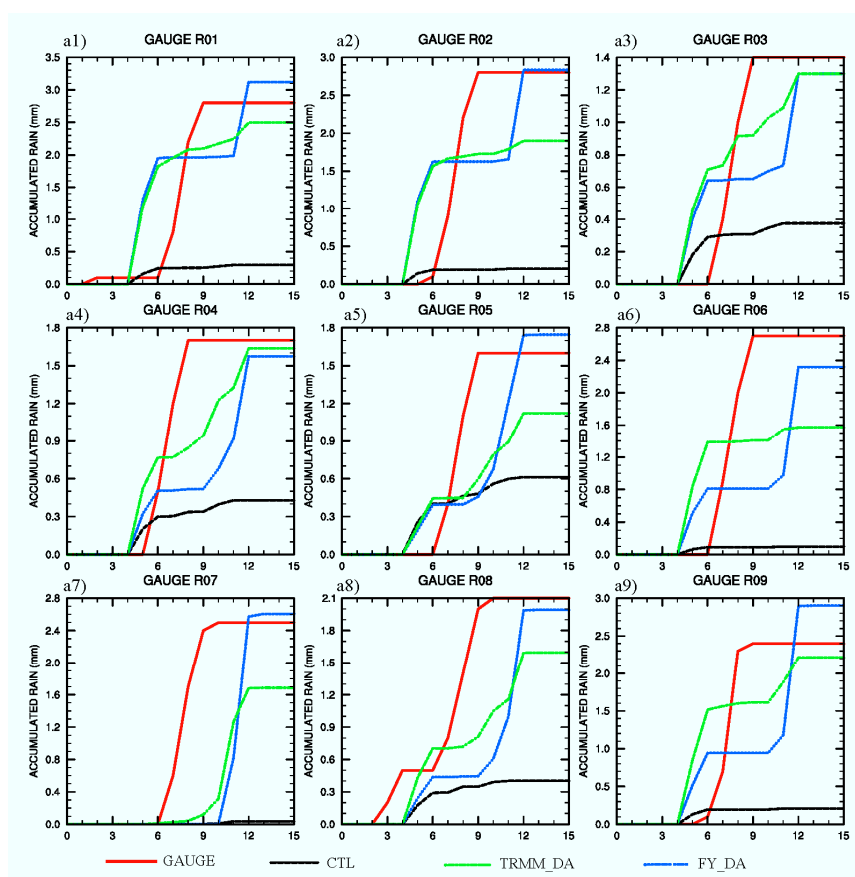 a1) GAUGE R01
a2) GAUGE R02
a3) GAUGE R03
ACCUMULATED RAIN (mm)
3.5
3.0
2.5
2.0
1.5
1.0
0.5
0.0
0 3 6 9 12 15
ACCUMULATED RAIN (mm)
3.0
2.5
2.0
1.5
1.0
0.5
0.0
0 3 6 9 12 15
ACCUMULATED RAIN (mm)
1.4
1.2
1.0
0.8
0.6
0.4
0.2
0.0
0 3 6 9 12 15
a4) GAUGE R04
a5) GAUGE R05
a6) GAUGE R06
ACCUMULATED RAIN (mm)
1.8
1.5
1.2
0.9
0.6
0.3
0.0
0 3 6 9 12 15
ACCUMULATED RAIN (mm)
1.8
1.5
1.2
0.9
0.6
0.3
0.0
0 3 6 9 12 15
ACCUMULATED RAIN (mm)
2.8
2.4
2.0
1.6
1.2
0.8
0.4
0.0
0 3 6 9 12 15
a7) GAUGE R07
a8) GAUGE R08
a9) GAUGE R09
ACCUMULATED RAIN (mm)
2.8
2.4
2.0
1.6
1.2
0.8
0.4
0.0
0 3 6 9 12 15
ACCUMULATED RAIN (mm)
2.1
1.8
1.5
1.2
0.9
0.6
0.3
0.0
0 3 6 9 12 15
ACCUMULATED RAIN (mm)
3.0
2.5
2.0
1.5
1.0
0.5
0.0
0 3 6 9 12 15
GAUGE CTL TRMM_DA FY_DA